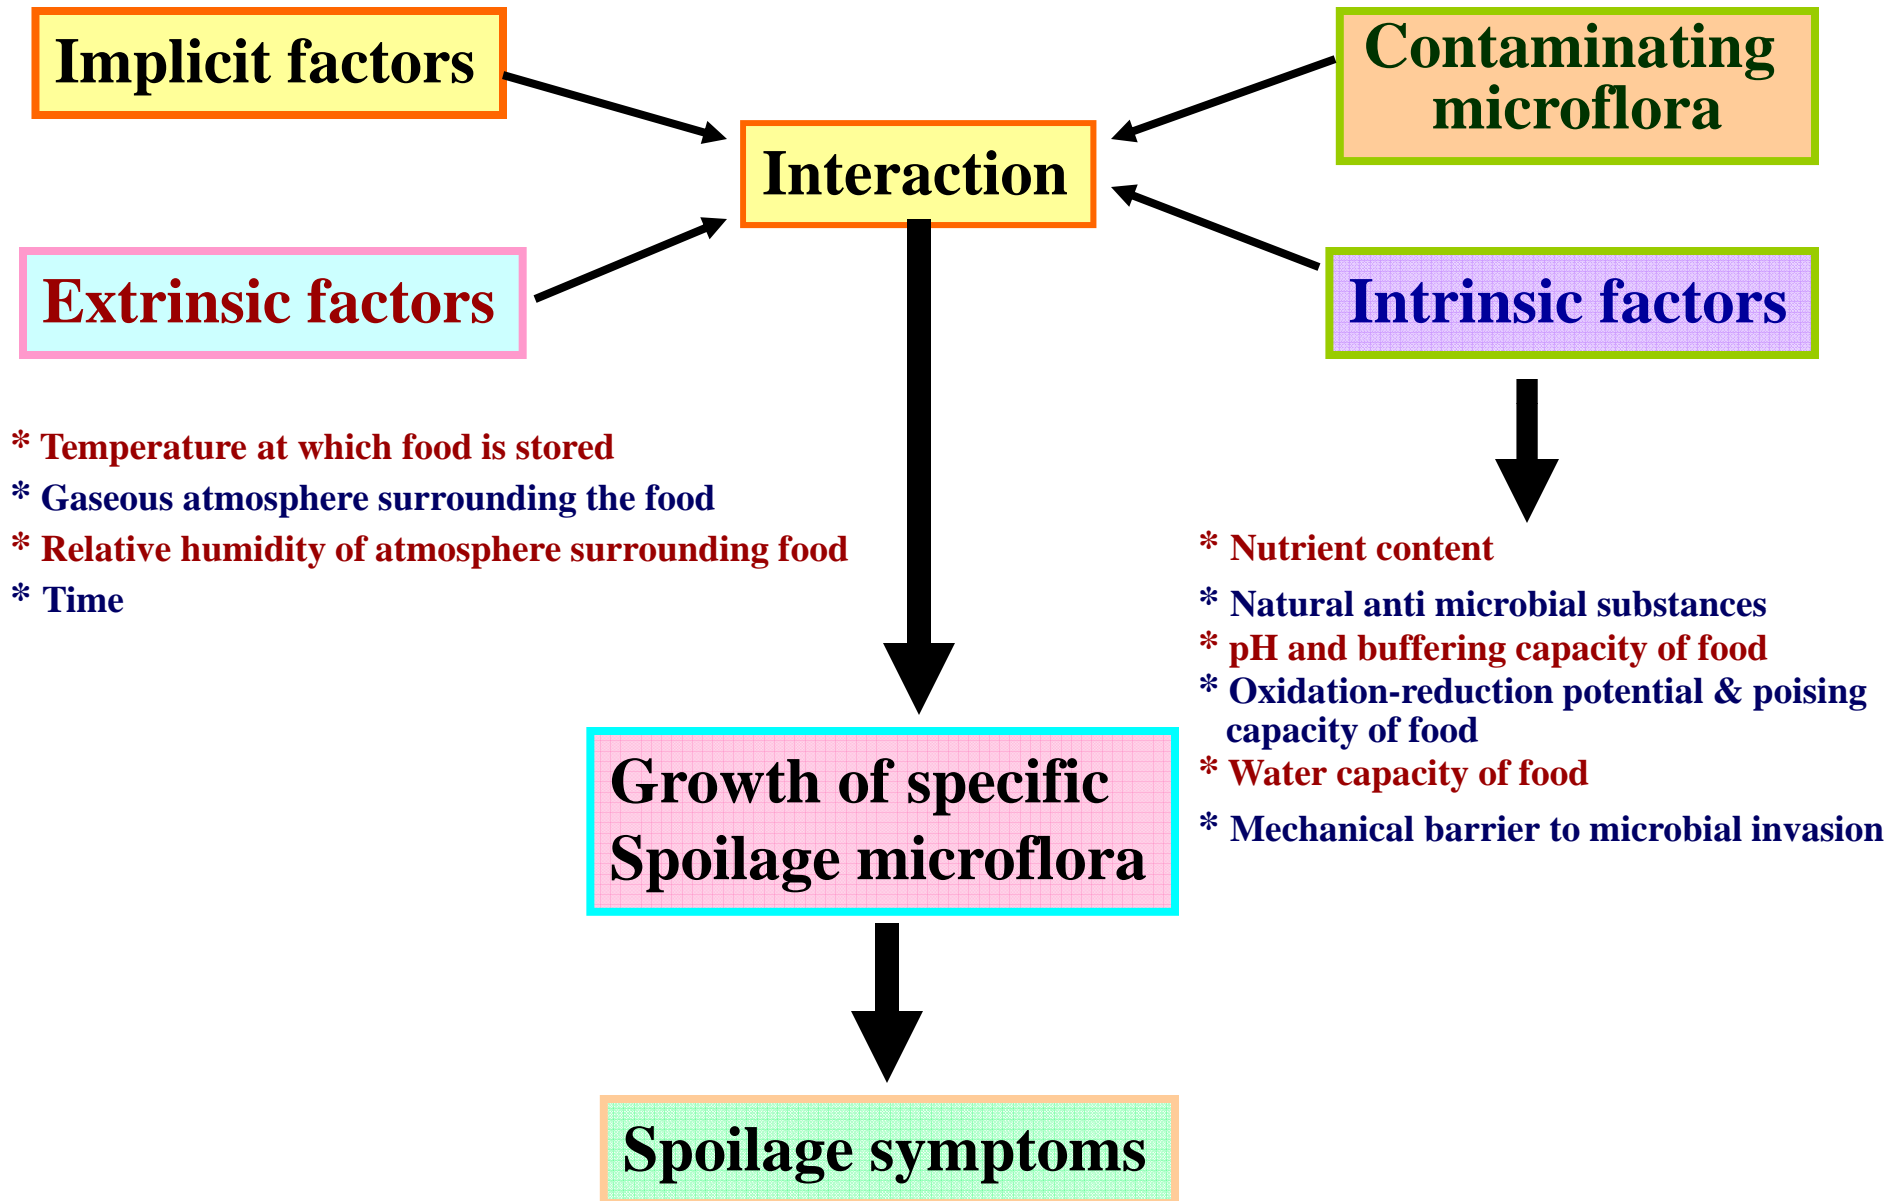 Implicit factors
Contaminating
microflora
Interaction
Extrinsic factors
Intrinsic factors
* Temperature at which food is stored
* Gaseous atmosphere surrounding the food
* Relative humidity of atmosphere surrounding food
* Time
* Nutrient content
* Natural anti microbial substances
* pH and buffering capacity of food
* Oxidation-reduction potential & poising
capacity of food
* Water capacity of food
* Mechanical barrier to microbial invasion
Growth of specific
Spoilage microflora
Spoilage symptoms